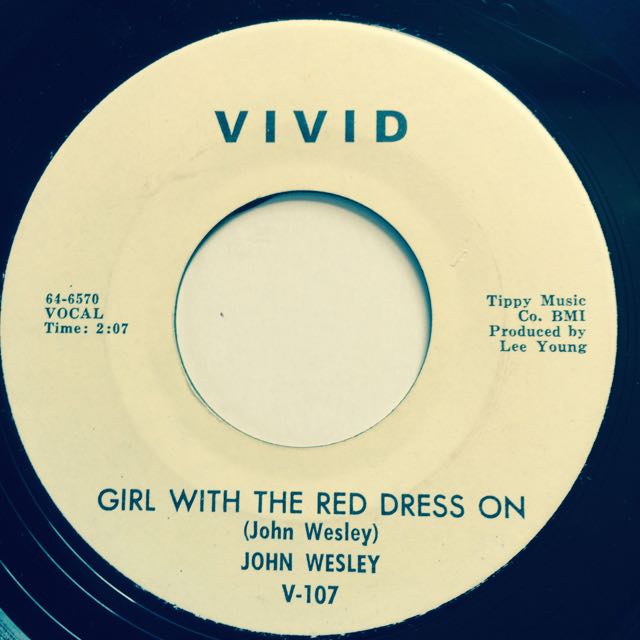 VIVID
64-6570
VOCAL
Time: 2:07
Tippy Music
Co. BMI
Produced by
Lee Young
GIRL WITH THE RED DRESS ON
(John Wesley)
JOHN WESLEY
V-107